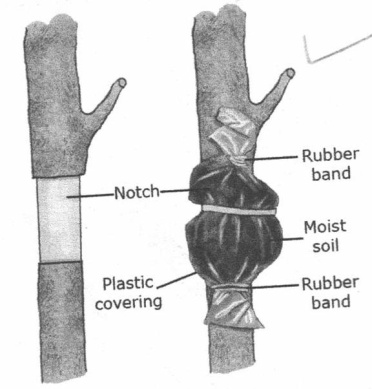 Rubber
band
Notch
Moist
soil
Plastic
covering
Rubber
band